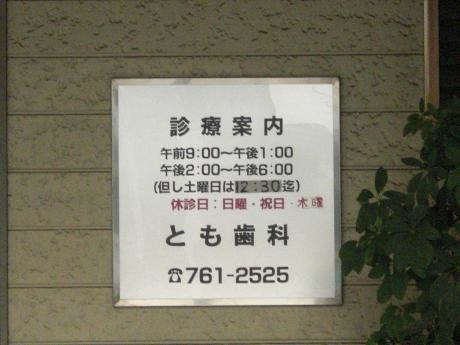 診療案内
午前9:00〜午後1:00
午後2:00〜午後6:00
(但し土曜日は12:30迄)
休診日:日曜・祝日・木曜
とも歯科
☎761-2525